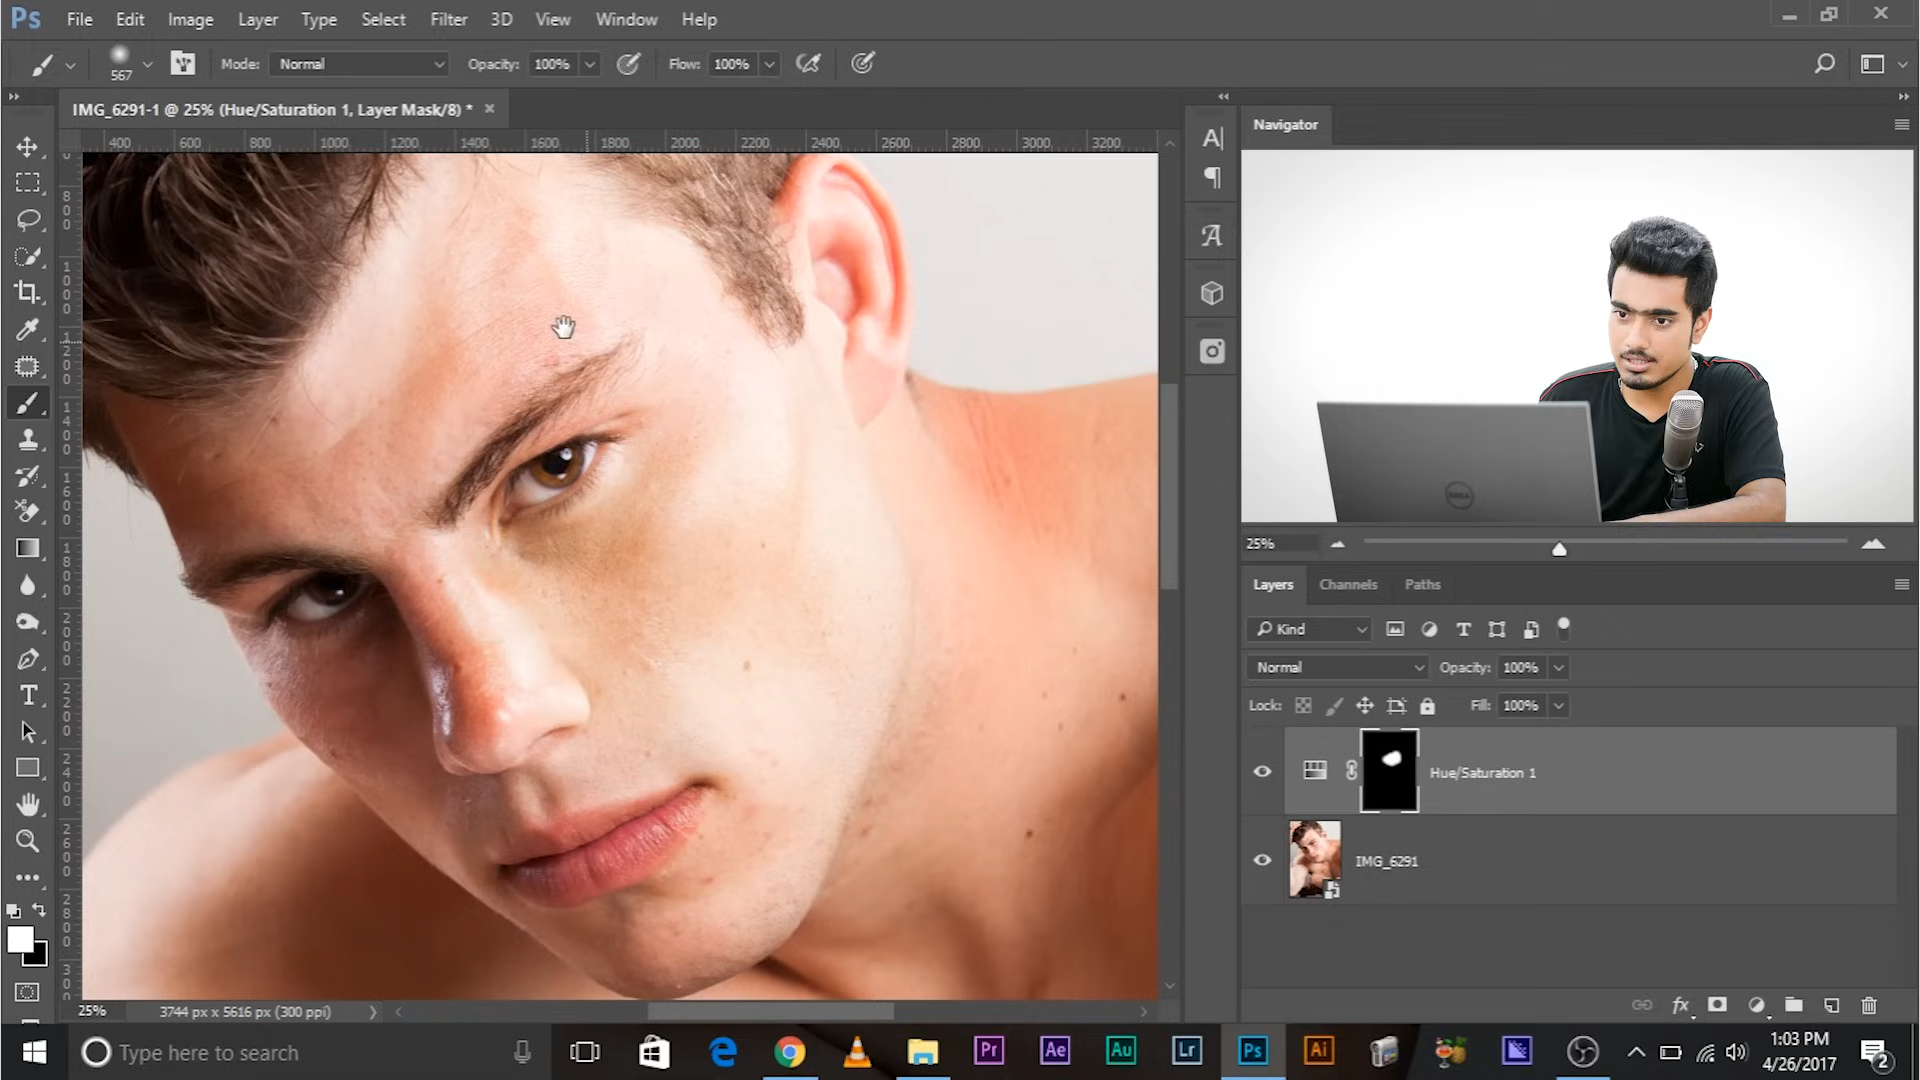 Ps File Edit Image Layer Type Select Filter 3D View Window Help
567 Mode: Normal Opacity: 100% Flow: 100%
IMG_6291-1 @ 25% (Hue/Saturation 1, Layer Mask/8) *
400 600 800 1000 1200 1400 1600 1800 2000 2200 2400 2600 2800 3000 3200
Navigator
DELL
25%
Layers Channels Paths
Kind
Normal Opacity: 100%
Lock: Fill: 100%
Hue/Saturation 1
IMG_6291
25% 3744 px x 5616 px (300 ppi)
Type here to search
Pr Ae Au Lr Ps Ai
1:03 PM
4/26/2017
2